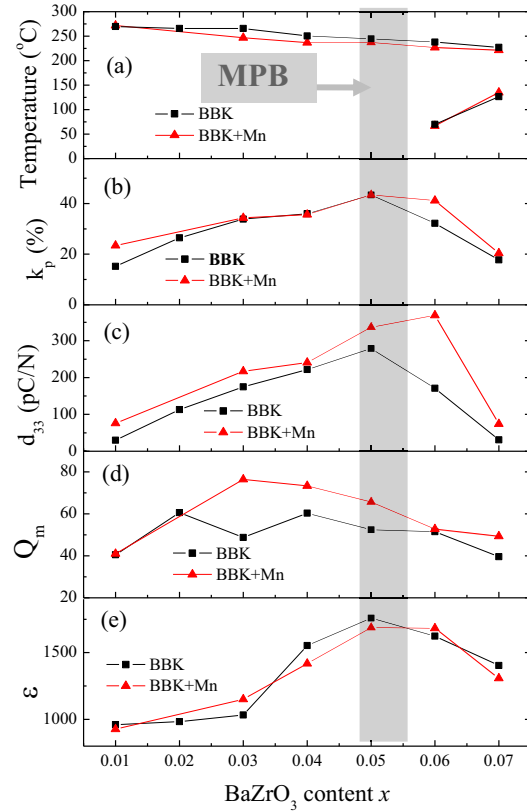 300
250
200
150
100
50
0
Temperature (°C)
(a)
MPB
BBK
BBK+Mn
40
20
0
k_p (%)
(b)
BBK
BBK+Mn
300
200
100
0
d_33 (pC/N)
(c)
BBK
BBK+Mn
80
60
40
20
Q_m
(d)
BBK
BBK+Mn
1500
1000
ε
(e)
BBK
BBK+Mn
0.01 0.02 0.03 0.04 0.05 0.06 0.07
BaZrO₃ content x